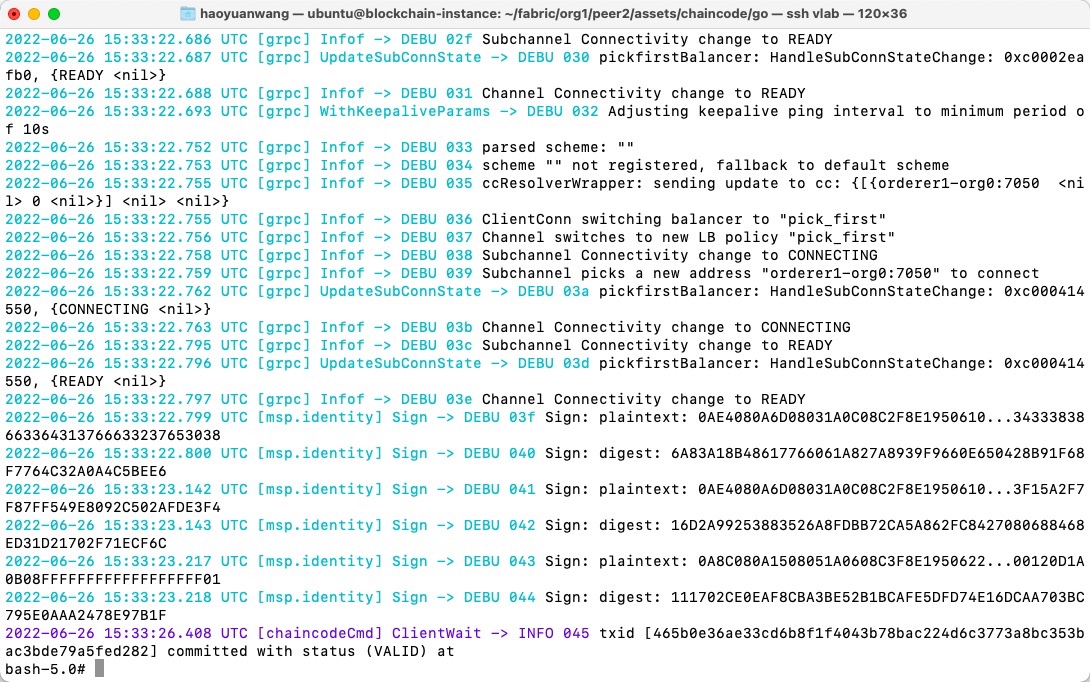 haoyuanwang — ubuntu@blockchain-instance: ~/fabric/org1/peer2/assets/chaincode/go — ssh vlab — 120×36
2022-06-26 15:33:22.686 UTC [grpc] Infof -> DEBU 02f Subchannel Connectivity change to READY
2022-06-26 15:33:22.687 UTC [grpc] UpdateSubConnState -> DEBU 030 pickfirstBalancer: HandleSubConnStateChange: 0xc0002ea
fb0, {READY <nil>}
2022-06-26 15:33:22.688 UTC [grpc] Infof -> DEBU 031 Channel Connectivity change to READY
2022-06-26 15:33:22.693 UTC [grpc] WithKeepaliveParams -> DEBU 032 Adjusting keepalive ping interval to minimum period o
f 10s
2022-06-26 15:33:22.752 UTC [grpc] Infof -> DEBU 033 parsed scheme: ""
2022-06-26 15:33:22.753 UTC [grpc] Infof -> DEBU 034 scheme "" not registered, fallback to default scheme
2022-06-26 15:33:22.755 UTC [grpc] Infof -> DEBU 035 ccResolverWrapper: sending update to cc: {[{orderer1-org0:7050  <ni
l> 0 <nil>}] <nil> <nil>}
2022-06-26 15:33:22.755 UTC [grpc] Infof -> DEBU 036 ClientConn switching balancer to "pick_first"
2022-06-26 15:33:22.756 UTC [grpc] Infof -> DEBU 037 Channel switches to new LB policy "pick_first"
2022-06-26 15:33:22.758 UTC [grpc] Infof -> DEBU 038 Subchannel Connectivity change to CONNECTING
2022-06-26 15:33:22.759 UTC [grpc] Infof -> DEBU 039 Subchannel picks a new address "orderer1-org0:7050" to connect
2022-06-26 15:33:22.762 UTC [grpc] UpdateSubConnState -> DEBU 03a pickfirstBalancer: HandleSubConnStateChange: 0xc000414
550, {CONNECTING <nil>}
2022-06-26 15:33:22.763 UTC [grpc] Infof -> DEBU 03b Channel Connectivity change to CONNECTING
2022-06-26 15:33:22.795 UTC [grpc] Infof -> DEBU 03c Subchannel Connectivity change to READY
2022-06-26 15:33:22.796 UTC [grpc] UpdateSubConnState -> DEBU 03d pickfirstBalancer: HandleSubConnStateChange: 0xc000414
550, {READY <nil>}
2022-06-26 15:33:22.797 UTC [grpc] Infof -> DEBU 03e Channel Connectivity change to READY
2022-06-26 15:33:22.799 UTC [msp.identity] Sign -> DEBU 03f Sign: plaintext: 0AE4080A6D08031A0C08C2F8E1950610...34333838
663364313766633237653038
2022-06-26 15:33:22.800 UTC [msp.identity] Sign -> DEBU 040 Sign: digest: 6A83A18B48617766061A827A8939F9660E650428B91F68
F7764C32A0A4C5BEE6
2022-06-26 15:33:23.142 UTC [msp.identity] Sign -> DEBU 041 Sign: plaintext: 0AE4080A6D08031A0C08C2F8E1950610...3F15A2F7
F87FF549E8092C502AFDE3F4
2022-06-26 15:33:23.143 UTC [msp.identity] Sign -> DEBU 042 Sign: digest: 16D2A99253883526A8FDBB72CA5A862FC8427080688468
ED31D21702F71ECF6C
2022-06-26 15:33:23.217 UTC [msp.identity] Sign -> DEBU 043 Sign: plaintext: 0A8C080A1508051A0608C3F8E1950622...00120D1A
0B08FFFFFFFFFFFFFFFFFF01
2022-06-26 15:33:23.218 UTC [msp.identity] Sign -> DEBU 044 Sign: digest: 111702CE0EAF8CBA3BE52B1BCAFE5DFD74E16DCAA703BC
795E0AAA2478E97B1F
2022-06-26 15:33:26.408 UTC [chaincodeCmd] ClientWait -> INFO 045 txid [465b0e36ae33cd6b8f1f4043b78bac224d6c3773a8bc353b
ac3bde79a5fed282] committed with status (VALID) at
bash-5.0#